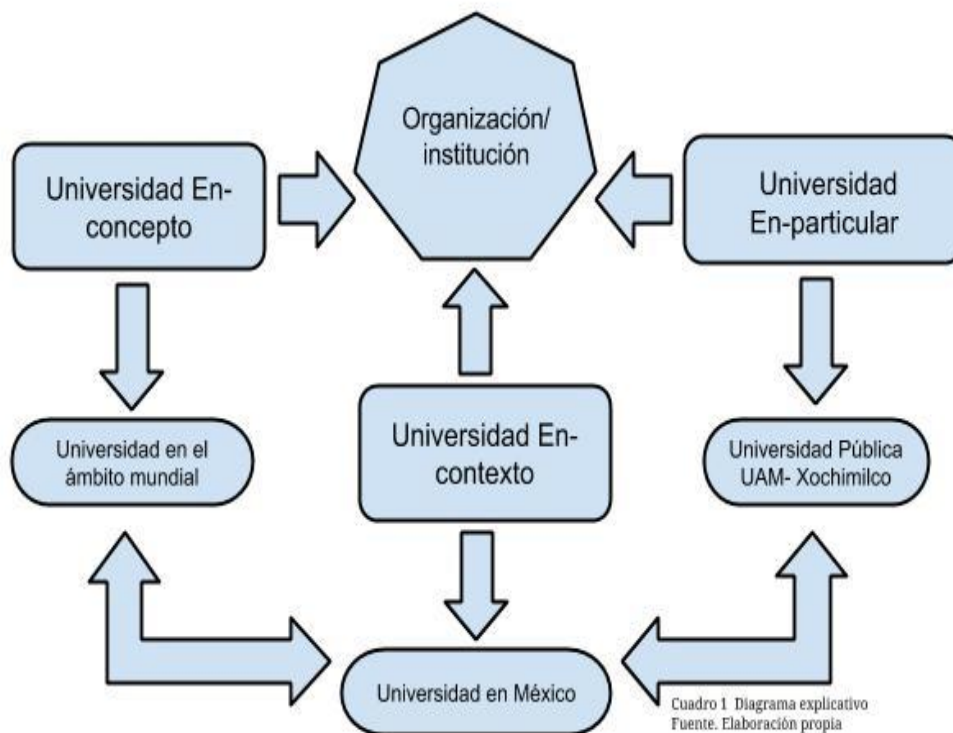 Organización/
institución
Universidad En-
concepto
Universidad
En-particular
Universidad En-
contexto
Universidad en el
ámbito mundial
Universidad Pública
UAM- Xochimilco
Universidad en México
Cuadro 1 Diagrama explicativo
Fuente. Elaboración propia